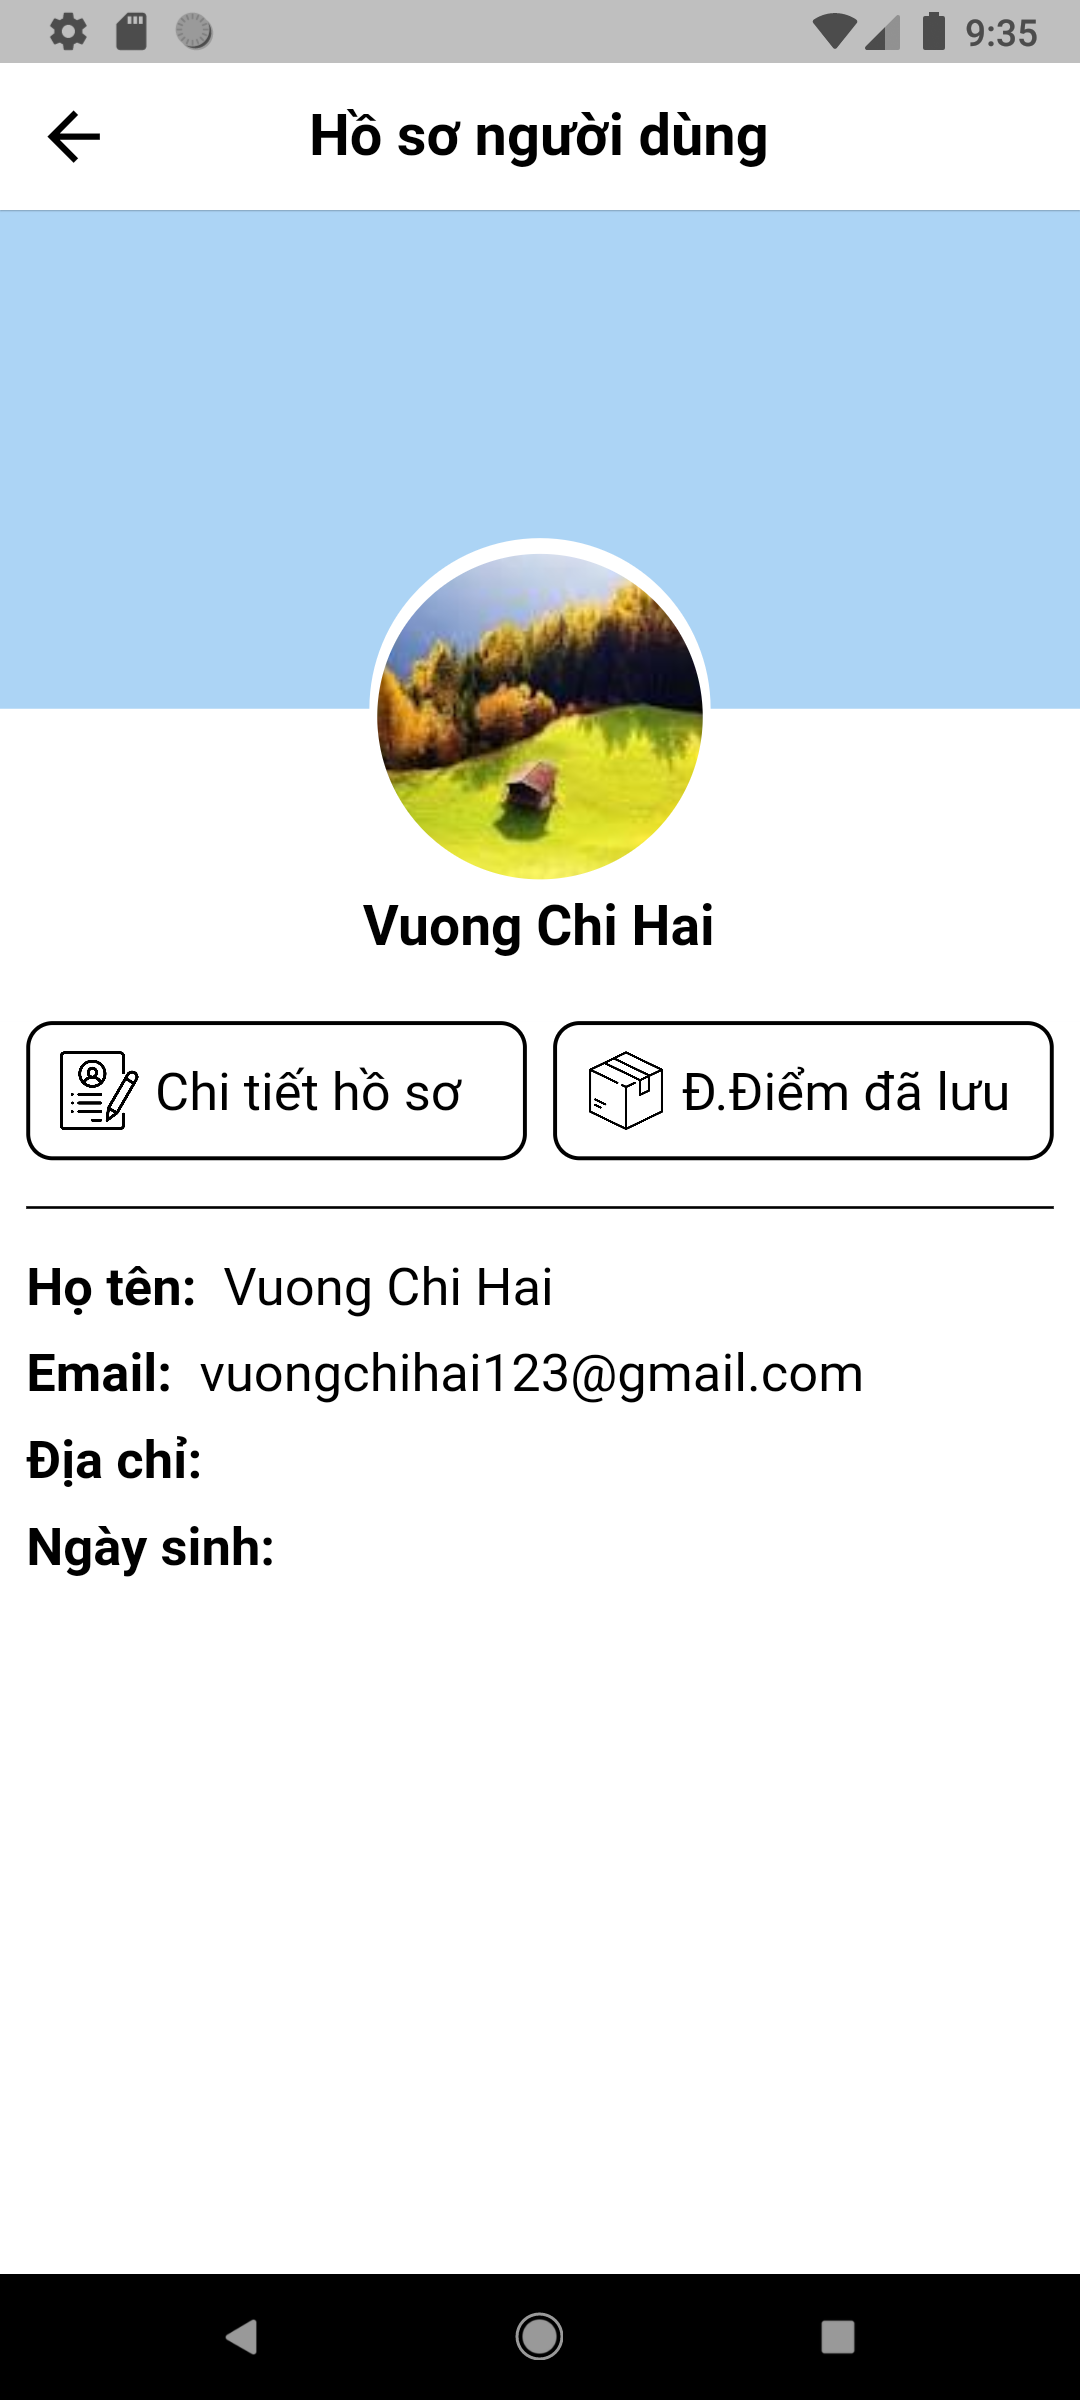 9:35
Hồ sơ người dùng
Vuong Chi Hai
Chi tiết hồ sơ
Đ.Điểm đã lưu
Họ tên: Vuong Chi Hai
Email: vuongchihai123@gmail.com
Địa chỉ:
Ngày sinh: